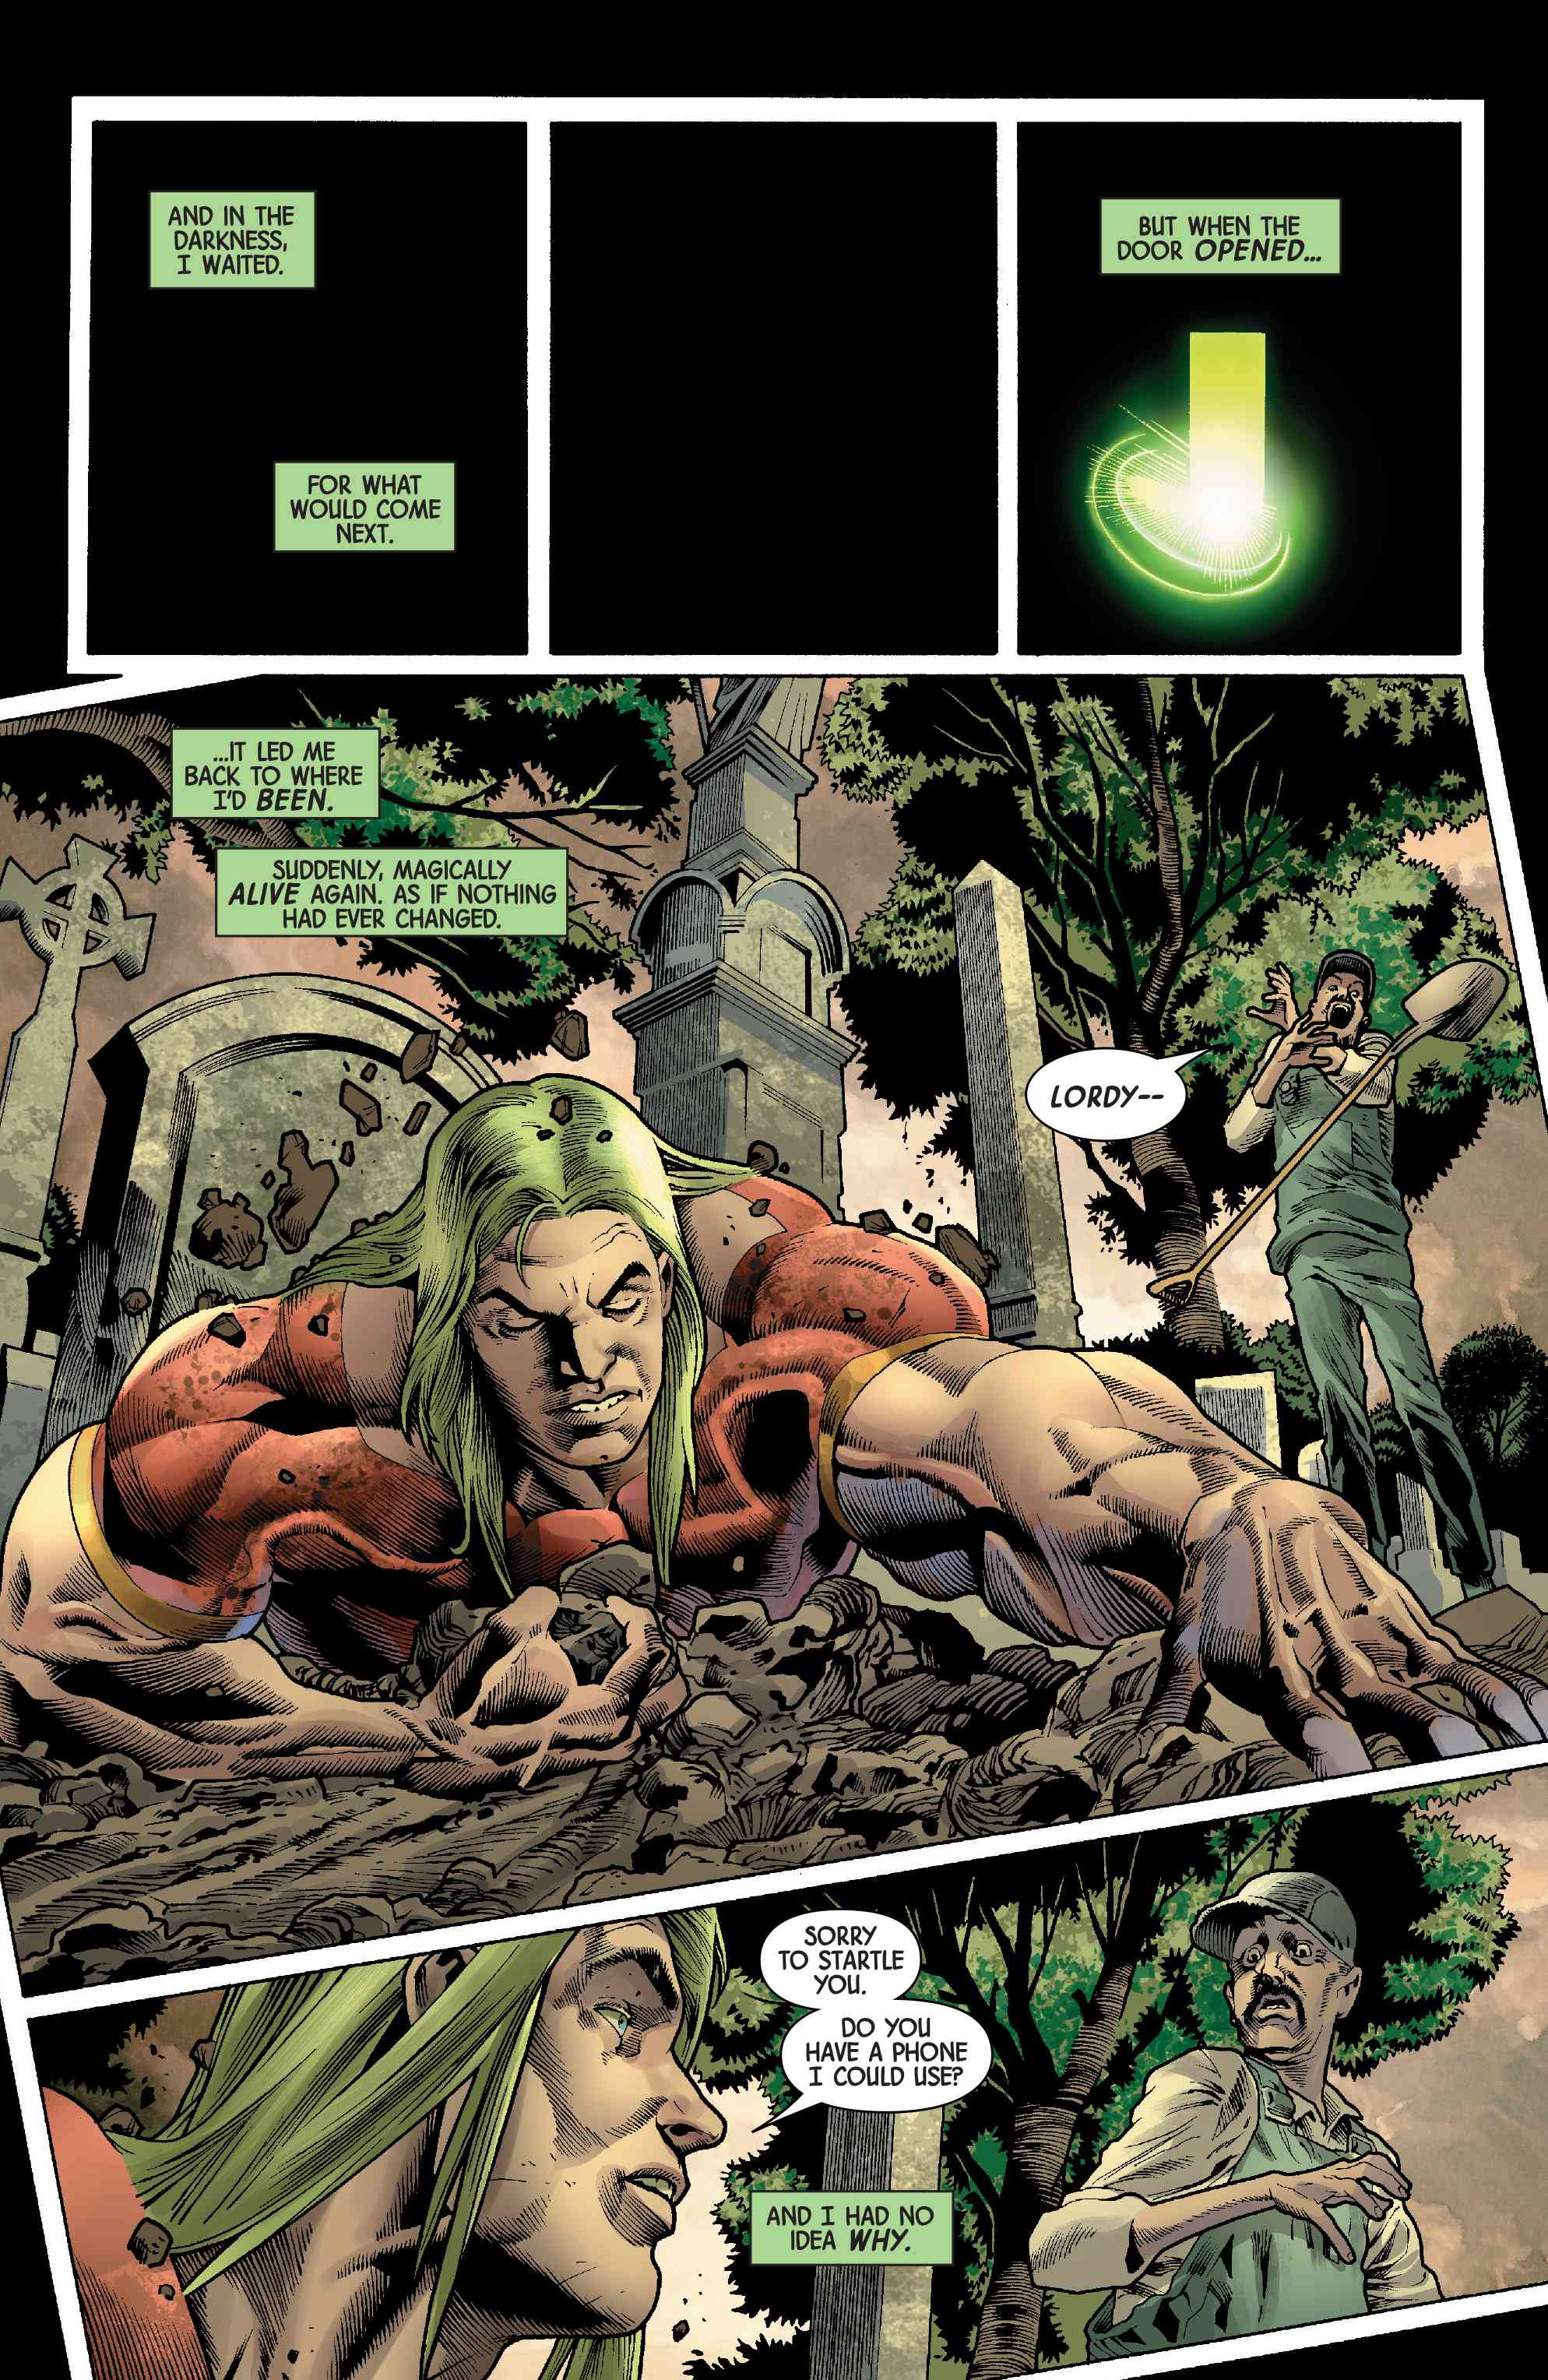 AND IN THE
DARKNESS,
I WAITED.
FOR WHAT
WOULD COME
NEXT.
BUT WHEN THE
DOOR OPENED...
...IT LED ME
BACK TO WHERE
I'D BEEN.
SUDDENLY, MAGICALLY
ALIVE AGAIN. AS IF NOTHING
HAD EVER CHANGED.
LORDY--
SORRY
TO STARTLE
YOU.
DO YOU
HAVE A PHONE
I COULD USE?
AND I HAD NO
IDEA WHY.